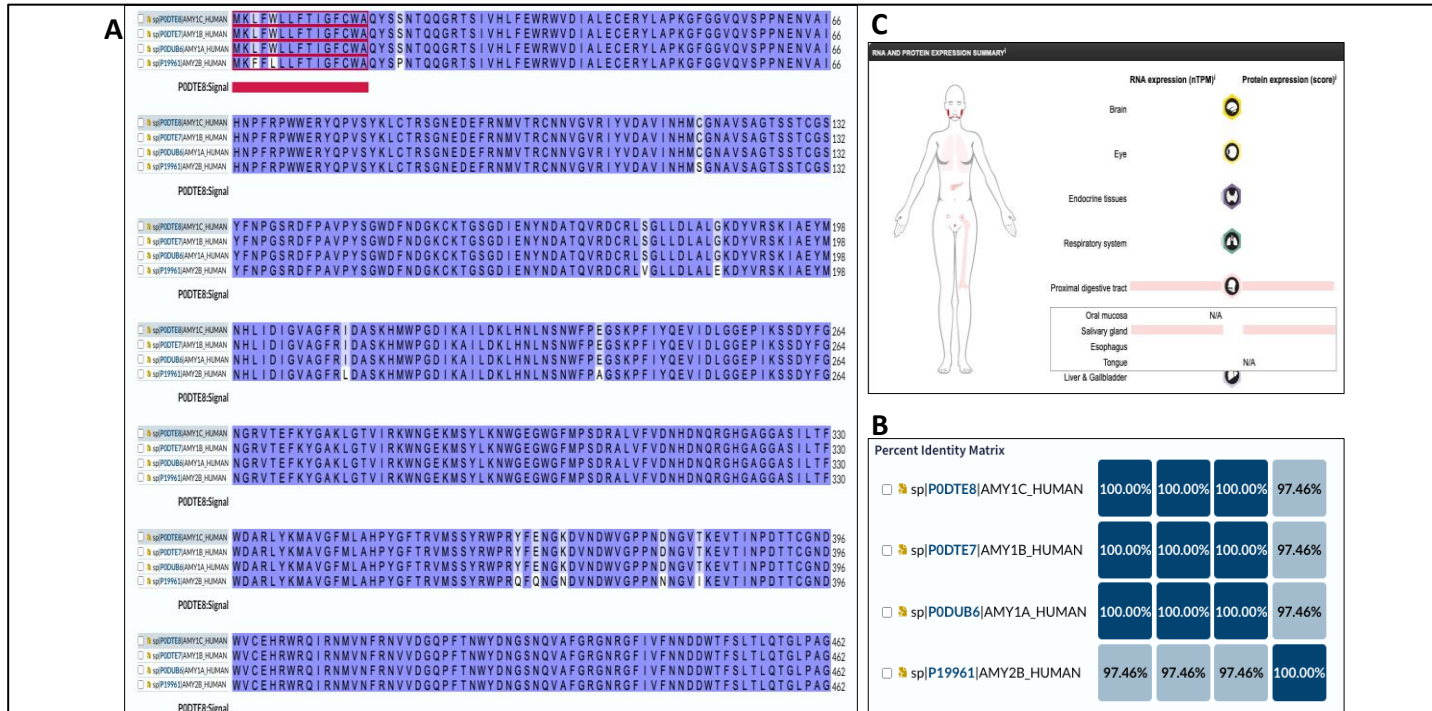 A
sp|P0DTE8|AMY1C_HUMAN MKLFWLLFTIGFCWAQYSSNTQQGRTSIVHLFEWRWVDIALECERYLAPKGFGGVQVSPPNENVAI 66
sp|P0DTE7|AMY1B_HUMAN MKLFWLLFTIGFCWAQYSSNTQQGRTSIVHLFEWRWVDIALECERYLAPKGFGGVQVSPPNENVAI 66
sp|P0DUB6|AMY1A_HUMAN MKLFWLLFTIGFCWAQYSSNTQQGRTSIVHLFEWRWVDIALECERYLAPKGFGGVQVSPPNENVAI 66
sp|P19961|AMY2B_HUMAN MKFFLLLFTIGFCWAQYSPNTQQGRTSIVHLFEWRWVDIALECERYLAPKGFGGVQVSPPNENVAI 66
P0DTE8:Signal
sp|P0DTE8|AMY1C_HUMAN HNPFRPWWERYQPVSYKLCTRSGNEDEFRNMVTRCNNVGVRIYVDAVINHMCGNAVSAGTSSTCGS 132
sp|P0DTE7|AMY1B_HUMAN HNPFRPWWERYQPVSYKLCTRSGNEDEFRNMVTRCNNVGVRIYVDAVINHMCGNAVSAGTSSTCGS 132
sp|P0DUB6|AMY1A_HUMAN HNPFRPWWERYQPVSYKLCTRSGNEDEFRNMVTRCNNVGVRIYVDAVINHMCGNAVSAGTSSTCGS 132
sp|P19961|AMY2B_HUMAN HNPFRPWWERYQPVSYKLCTRSGNEDEFRNMVTRCNNVGVRIYVDAVINHMSGNAVSAGTSSTCGS 132
P0DTE8:Signal
sp|P0DTE8|AMY1C_HUMAN YFNPGSRDFPAVPYSGWDFNDGKCKTGSGDIENYNDATQVRDCRLSGLLDLALGKDYVRSKIAEYM 198
sp|P0DTE7|AMY1B_HUMAN YFNPGSRDFPAVPYSGWDFNDGKCKTGSGDIENYNDATQVRDCRLSGLLDLALGKDYVRSKIAEYM 198
sp|P0DUB6|AMY1A_HUMAN YFNPGSRDFPAVPYSGWDFNDGKCKTGSGDIENYNDATQVRDCRLSGLLDLALGKDYVRSKIAEYM 198
sp|P19961|AMY2B_HUMAN YFNPGSRDFPAVPYSGWDFNDGKCKTGSGDIENYNDATQVRDCRLVGLLDLALEKDYVRSKIAEYM 198
P0DTE8:Signal
sp|P0DTE8|AMY1C_HUMAN NHLIDIGVAGFRIDASKHMWPGDIKAILDKLHNLNSNWFPEGSKPFIYQEVIDLGGEPIKSSDYFG 264
sp|P0DTE7|AMY1B_HUMAN NHLIDIGVAGFRIDASKHMWPGDIKAILDKLHNLNSNWFPEGSKPFIYQEVIDLGGEPIKSSDYFG 264
sp|P0DUB6|AMY1A_HUMAN NHLIDIGVAGFRIDASKHMWPGDIKAILDKLHNLNSNWFPEGSKPFIYQEVIDLGGEPIKSSDYFG 264
sp|P19961|AMY2B_HUMAN NHLIDIGVAGFRLDASKHMWPGDIKAILDKLHNLNSNWFPAGSKPFIYQEVIDLGGEPIKSSDYFG 264
P0DTE8:Signal
sp|P0DTE8|AMY1C_HUMAN NGRVTEFKYGAKLGTVIRKWNGEKMSYLKNWGEGWGFMPSDRALVFVDNHDNQRGHGAGGASILTF 330
sp|P0DTE7|AMY1B_HUMAN NGRVTEFKYGAKLGTVIRKWNGEKMSYLKNWGEGWGFMPSDRALVFVDNHDNQRGHGAGGASILTF 330
sp|P0DUB6|AMY1A_HUMAN NGRVTEFKYGAKLGTVIRKWNGEKMSYLKNWGEGWGFMPSDRALVFVDNHDNQRGHGAGGASILTF 330
sp|P19961|AMY2B_HUMAN NGRVTEFKYGAKLGTVIRKWNGEKMSYLKNWGEGWGFMPSDRALVFVDNHDNQRGHGAGGASILTF 330
P0DTE8:Signal
sp|P0DTE8|AMY1C_HUMAN WDARLYKMAVGFMLAHPYGFTRVMSSYRWPRYFENGKDVNDWVGPPNDNGVTKEVTINPDTTCGND 396
sp|P0DTE7|AMY1B_HUMAN WDARLYKMAVGFMLAHPYGFTRVMSSYRWPRYFENGKDVNDWVGPPNDNGVTKEVTINPDTTCGND 396
sp|P0DUB6|AMY1A_HUMAN WDARLYKMAVGFMLAHPYGFTRVMSSYRWPRYFENGKDVNDWVGPPNDNGVTKEVTINPDTTCGND 396
sp|P19961|AMY2B_HUMAN WDARLYKMAVGFMLAHPYGFTRVMSSYRWPRQFQNGNDVNDWVGPPNNNGVIKEVTINPDTTCGND 396
P0DTE8:Signal
sp|P0DTE8|AMY1C_HUMAN WVCEHRWRQIRNMVNFRNVVDGQPFTNWYDNGSNQVAFGRGNRGFIVFNNDDWTFSLTLQTGLPAG 462
sp|P0DTE7|AMY1B_HUMAN WVCEHRWRQIRNMVNFRNVVDGQPFTNWYDNGSNQVAFGRGNRGFIVFNNDDWTFSLTLQTGLPAG 462
sp|P0DUB6|AMY1A_HUMAN WVCEHRWRQIRNMVNFRNVVDGQPFTNWYDNGSNQVAFGRGNRGFIVFNNDDWTFSLTLQTGLPAG 462
sp|P19961|AMY2B_HUMAN WVCEHRWRQIRNMVNFRNVVDGQPFTNWYDNGSNQVAFGRGNRGFIVFNNDDWTFSLTLQTGLPAG 462
P0DTE8:Signal
C
RNA AND PROTEIN EXPRESSION SUMMARYi
RNA expression (nTPM)i Protein expression (score)i
Brain
Eye
Endocrine tissues
Respiratory system
Proximal digestive tract
Oral mucosa N/A
Salivary gland
Esophagus
Tongue N/A
Liver & Gallbladder
B
Percent Identity Matrix
sp|P0DTE8|AMY1C_HUMAN 100.00% 100.00% 100.00% 97.46%
sp|P0DTE7|AMY1B_HUMAN 100.00% 100.00% 100.00% 97.46%
sp|P0DUB6|AMY1A_HUMAN 100.00% 100.00% 100.00% 97.46%
sp|P19961|AMY2B_HUMAN 97.46% 97.46% 97.46% 100.00%